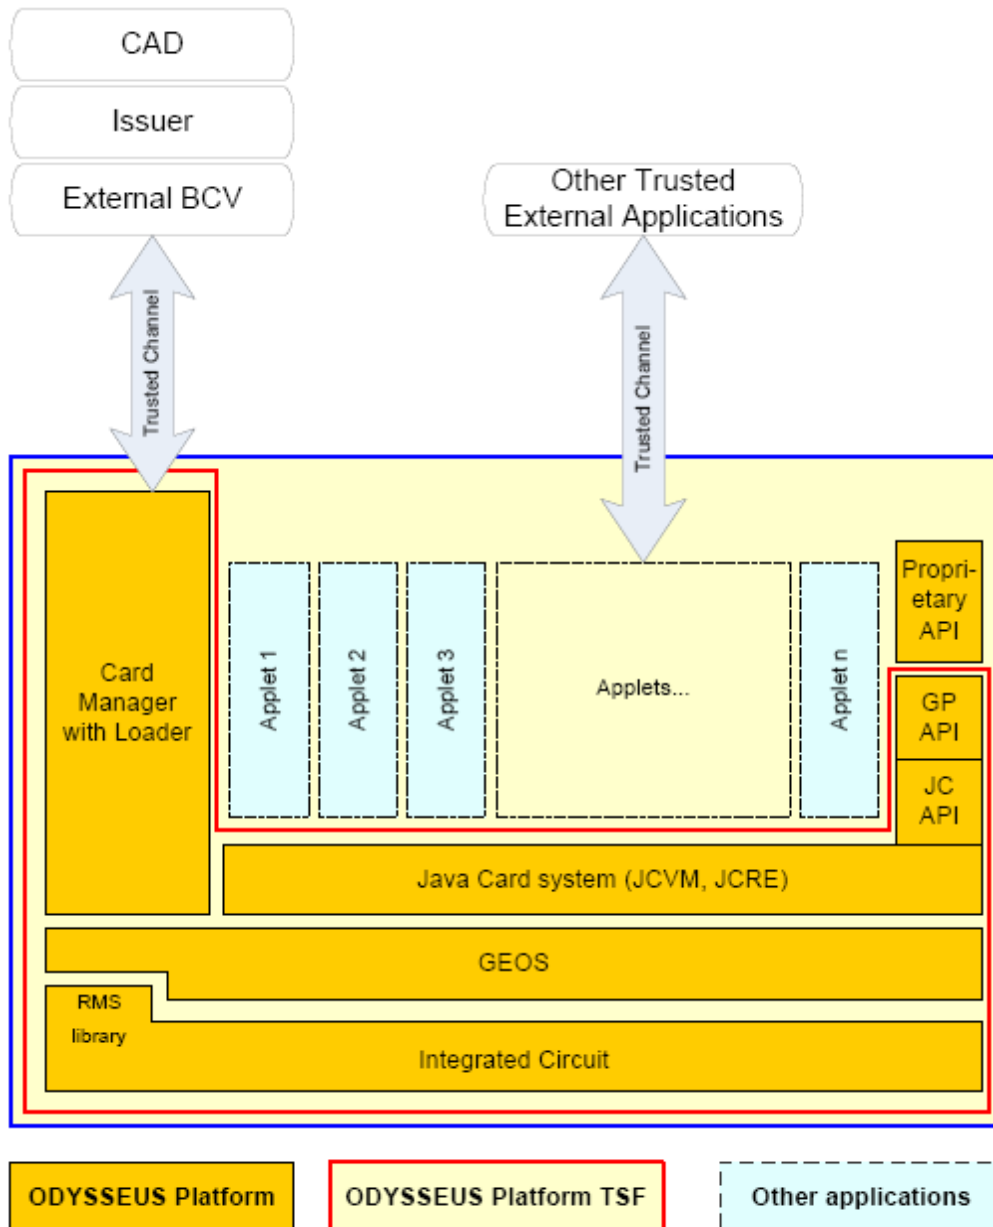 CAD
Issuer
External BCV
Other Trusted
External Applications
Trusted Channel
Trusted Channel
Card
Manager
with Loader
Applet 1
Applet 2
Applet 3
Applets...
Applet n
Propri-
etary
API
GP
API
JC
API
Java Card system (JCVM, JCRE)
GEOS
RMS
library
Integrated Circuit
ODYSSEUS Platform
ODYSSEUS Platform TSF
Other applications